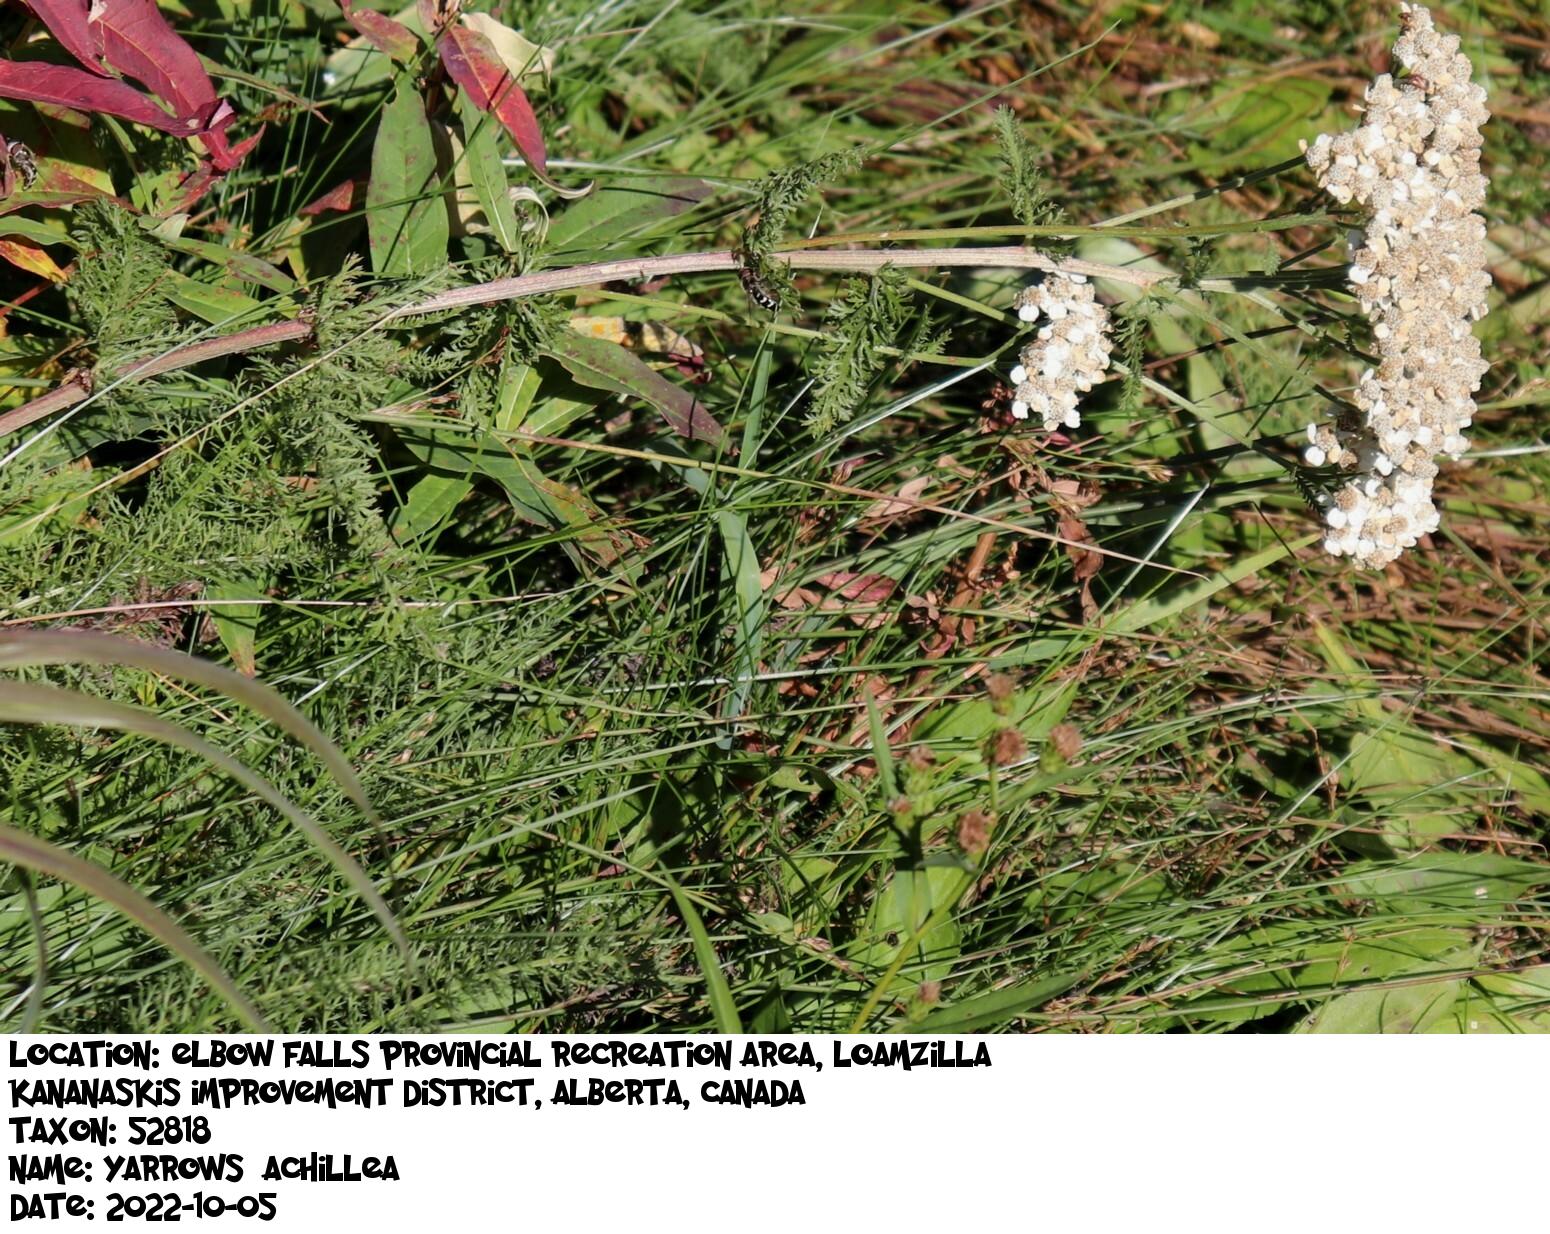 LOCATION: ELBOW FALLS PROVINCIAL RECREATION AREA, LOAMZILLA
KANANASKIS IMPROVEMENT DISTRICT, ALBERTA, CANADA
TAXON: 52818
NAME: YARROWS ACHILLEA
DATE: 2022-10-05